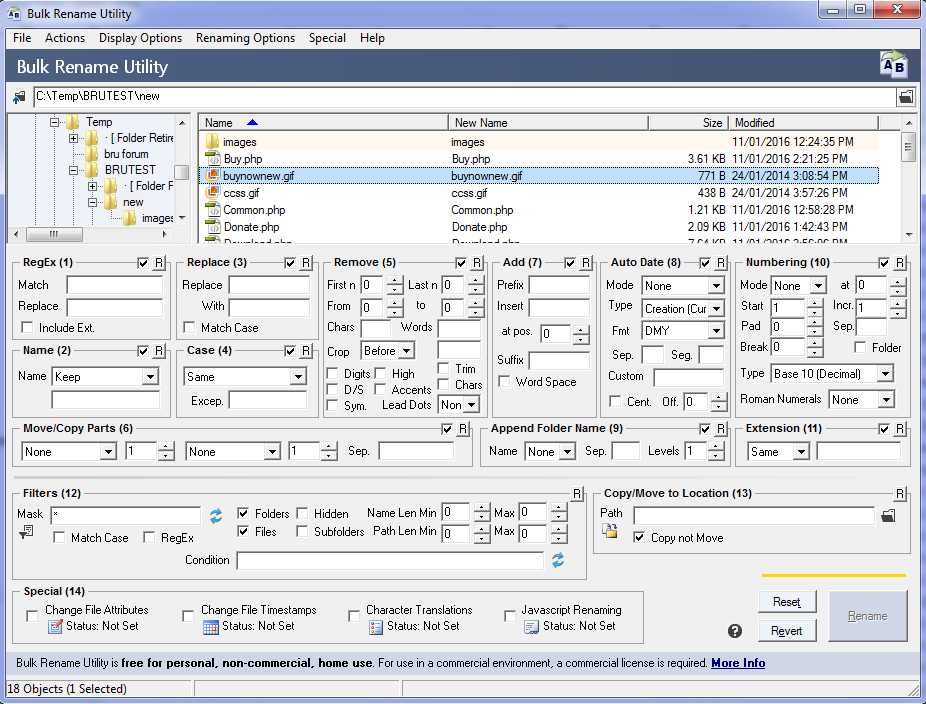 Bulk Rename Utility
File Actions Display Options Renaming Options Special Help
Bulk Rename Utility
AB
C:\Temp\BRUTEST\new
Temp
· [ Folder Retire
bru forum
BRUTEST
· [ Folder F
new
images
Name New Name Size Modified
images images 11/01/2016 12:24:35 PM
Buy.php Buy.php 3.61 KB 11/01/2016 2:21:25 PM
buynownew.gif buynownew.gif 771 B 24/01/2014 3:08:54 PM
ccss.gif ccss.gif 438 B 24/01/2014 3:57:26 PM
Common.php Common.php 1.21 KB 11/01/2016 12:58:28 PM
Donate.php Donate.php 2.09 KB 11/01/2016 1:42:43 PM
RegEx (1) R
Match
Replace
Include Ext.
Name (2) R
Name Keep
Replace (3) R
Replace
With
Match Case
Case (4) R
Same
Excep.
Remove (5) R
First n 0 Last n 0
From 0 to 0
Chars Words
Crop Before
Digits High Trim
D/S Accents Chars
Sym. Lead Dots Non
Add (7) R
Prefix
Insert
at pos. 0
Suffix
Word Space
Auto Date (8) R
Mode None
Type Creation (Cur
Fmt DMY
Sep. Seg.
Custom
Cent. Off. 0
Numbering (10) R
Mode None at 0
Start 1 Incr. 1
Pad 0 Sep.
Break 0 Folder
Type Base 10 (Decimal)
Roman Numerals None
Move/Copy Parts (6) R
None 1 None 1 Sep.
Append Folder Name (9) R
Name None Sep. Levels 1
Extension (11) R
Same
Filters (12) R
Mask * Folders Hidden Name Len Min 0 Max 0
Match Case RegEx Files Subfolders Path Len Min 0 Max 0
Condition
Copy/Move to Location (13) R
Path
Copy not Move
Special (14)
Change File Attributes Change File Timestamps Character Translations Javascript Renaming
Status: Not Set Status: Not Set Status: Not Set Status: Not Set
Reset
Revert
Rename
?
Bulk Rename Utility is free for personal, non-commercial, home use. For use in a commercial environment, a commercial license is required. More Info
18 Objects (1 Selected)